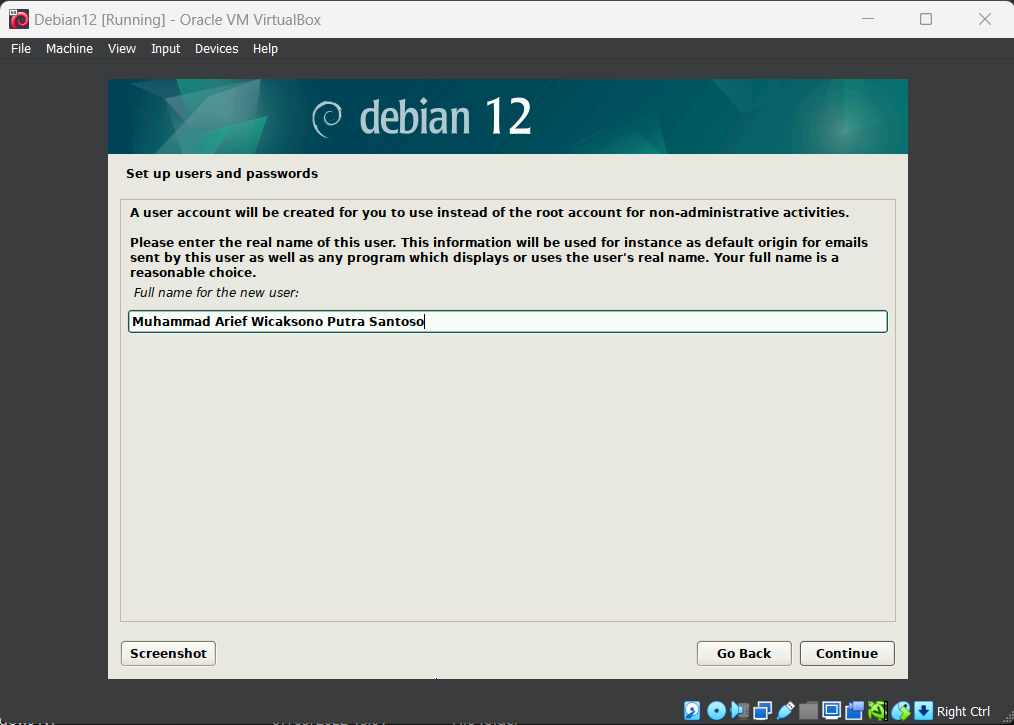 Debian12 [Running] - Oracle VM VirtualBox
File Machine View Input Devices Help
debian 12
Set up users and passwords
A user account will be created for you to use instead of the root account for non-administrative activities.
Please enter the real name of this user. This information will be used for instance as default origin for emails
sent by this user as well as any program which displays or uses the user's real name. Your full name is a
reasonable choice.
Full name for the new user:
Muhammad Arief Wicaksono Putra Santoso
Screenshot
Go Back
Continue
Right Ctrl